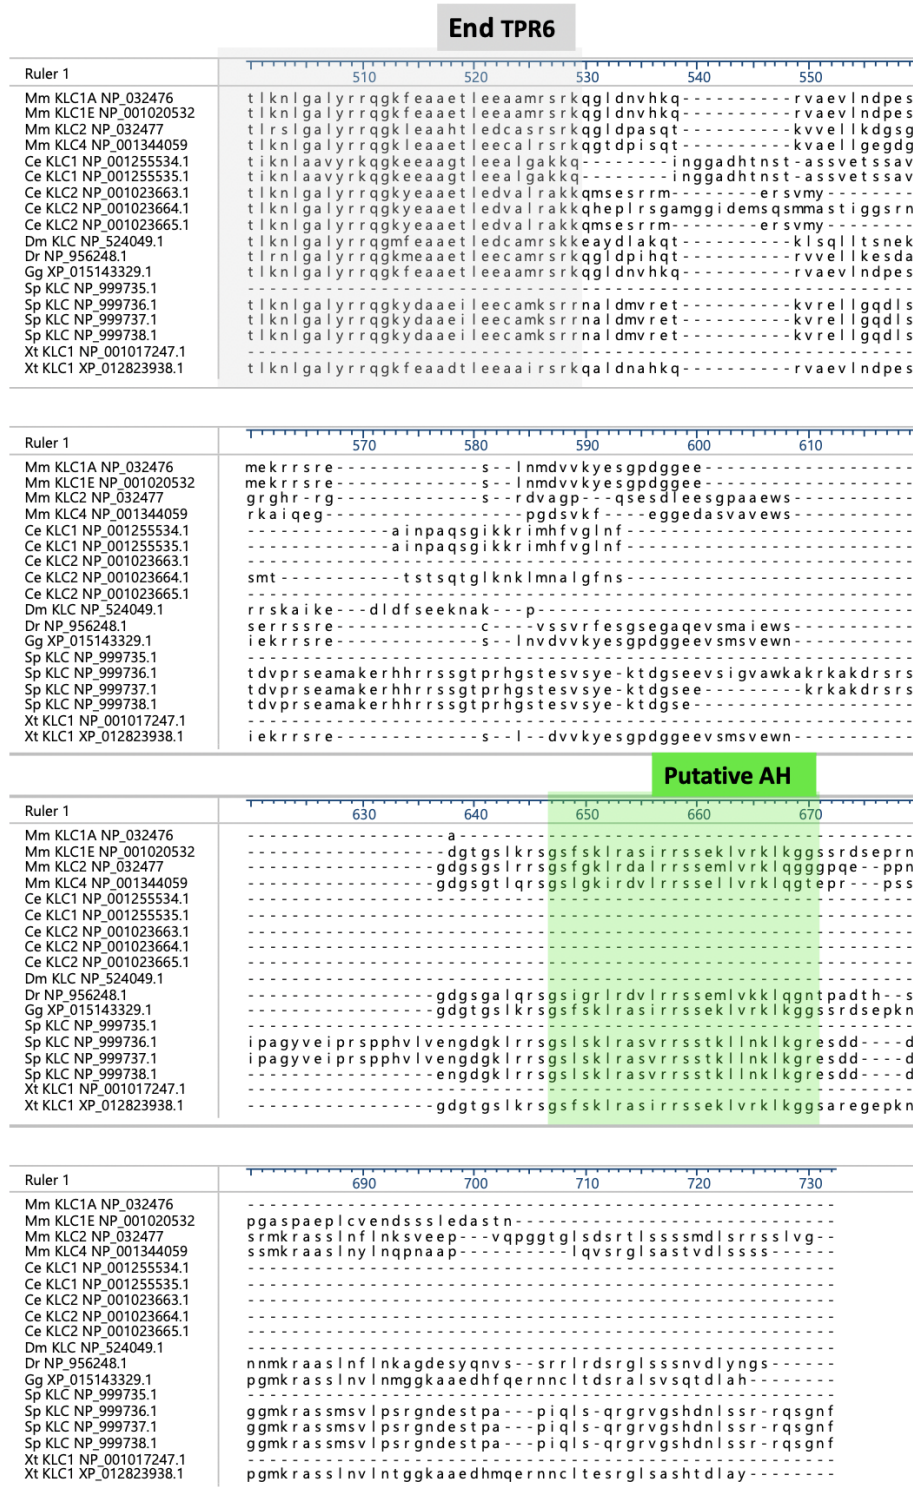 End TPR6
Ruler 1 510 520 530 540 550
Mm KLC1A NP_032476 tlknlgalyrrqgkfeaaetleeaamrsrkqgldnvhkq----------rvaevlndpes
Mm KLC1E NP_001020532 tlknlgalyrrqgkfeaaetleeaamrsrkqgldnvhkq----------rvaevlndpes
Mm KLC2 NP_032477 tlrslgalyrrqgkleaahtledcasrsrkqgldpasqt----------kvvellkdgsg
Mm KLC4 NP_001344059 tlknlgalyrrqgkleaaetleecalrsrkqgtdpisqt----------kvaellgegdg
Ce KLC1 NP_001255534.1 tiknlaavyrkqgkeeaagtleealgakkq--------inggadhtnst-assvetssav
Ce KLC1 NP_001255535.1 tiknlaavyrkqgkeeaagtleealgakkq--------inggadhtnst-assvetssav
Ce KLC2 NP_001023663.1 tlknlgalyrrqgkyeaaetledvalrakkqmsesrrm--------ersvmy--------
Ce KLC2 NP_001023664.1 tlknlgalyrrqgkyeaaetledvalrakkqheplrsgamggidemsqsmmastiggsrn
Ce KLC2 NP_001023665.1 tlknlgalyrrqgkyeaaetledvalrakkqmsesrrm--------ersvmy--------
Dm KLC NP_524049.1 tlknlgalyrrqgmfeaaetledcamrskkeaydlakqt----------klsqlltsnek
Dr NP_956248.1 tlrnlgalyrrqgkmeaaetleecamrsrkqgldpihqt----------rvvellkesda
Gg XP_015143329.1 tlknlgalyrrqgkfeaaetleeaamrsrkqgldnvhkq----------rvaevlndpes
Sp KLC NP_999735.1 ------------------------------------------------------------
Sp KLC NP_999736.1 tlknlgalyrrqgkydaaeileecamksrrnaldmvret----------kvrellgqdls
Sp KLC NP_999737.1 tlknlgalyrrqgkydaaeileecamksrrnaldmvret----------kvrellgqdls
Sp KLC NP_999738.1 tlknlgalyrrqgkydaaeileecamksrrnaldmvret----------kvrellgqdls
Xt KLC1 NP_001017247.1 ------------------------------------------------------------
Xt KLC1 XP_012823938.1 tlknlgalyrrqgkfeaadtleeaairsrkqaldnahkq----------rvaevlndpes
Ruler 1 570 580 590 600 610
Mm KLC1A NP_032476 mekrrsre-------------s--lnmdvvkyesgpdggee-------------------
Mm KLC1E NP_001020532 mekrrsre-------------s--lnmdvvkyesgpdggee-------------------
Mm KLC2 NP_032477 grghr-rg-------------s--rdvagp---qsesdleesgpaaews-----------
Mm KLC4 NP_001344059 rkaiqeg------------------pgdsvkf----eggedasvavews-----------
Ce KLC1 NP_001255534.1 -------------ainpaqsgikkrimhfvglnf--------------------------
Ce KLC1 NP_001255535.1 -------------ainpaqsgikkrimhfvglnf--------------------------
Ce KLC2 NP_001023663.1 ------------------------------------------------------------
Ce KLC2 NP_001023664.1 smt-----------tstsqtglknklmnalgfns--------------------------
Ce KLC2 NP_001023665.1 ------------------------------------------------------------
Dm KLC NP_524049.1 rrskaike---dldfseeknak---p----------------------------------
Dr NP_956248.1 serrssre-------------c----vssvrfesgsegaqevsmaiews-----------
Gg XP_015143329.1 iekrrsre-------------s--lnvdvvkyesgpdggeevsmsvewn-----------
Sp KLC NP_999735.1 ------------------------------------------------------------
Sp KLC NP_999736.1 tdvprseamakerhhrrssgtprhgstesvsye-ktdgseevsigvawkakrkakdrsrs
Sp KLC NP_999737.1 tdvprseamakerhhrrssgtprhgstesvsye-ktdgsee----------krkakdrsrs
Sp KLC NP_999738.1 tdvprseamakerhhrrssgtprhgstesvsye-ktdgse--------------------
Xt KLC1 NP_001017247.1 ------------------------------------------------------------
Xt KLC1 XP_012823938.1 iekrrsre-------------s--l--dvvkyesgpdggeevsmsvewn-----------
Putative AH
Ruler 1 630 640 650 660 670
Mm KLC1A NP_032476 ------------------a-----------------------------------------
Mm KLC1E NP_001020532 ------------------dgtgslkrsgsfsklrasirrsseklvrklkggssrdseprn
Mm KLC2 NP_032477 -----------------gdgsgslrrsgsfgklrdalrrssemlvrklqgggpqe--ppn
Mm KLC4 NP_001344059 -----------------gdgsgtlqrsgslgkirdvlrrssellvrklqgtepr---pss
Ce KLC1 NP_001255534.1 ------------------------------------------------------------
Ce KLC1 NP_001255535.1 ------------------------------------------------------------
Ce KLC2 NP_001023663.1 ------------------------------------------------------------
Ce KLC2 NP_001023664.1 ------------------------------------------------------------
Ce KLC2 NP_001023665.1 ------------------------------------------------------------
Dm KLC NP_524049.1 ------------------------------------------------------------
Dr NP_956248.1 -----------------gdgsgalqrsgsigrlrdvlrrssemlvkklqgntpadth--s
Gg XP_015143329.1 -----------------gdgtgslkrsgsfsklrasirrsseklvrklkggssrdsepkn
Sp KLC NP_999735.1 ------------------------------------------------------------
Sp KLC NP_999736.1 ipagyveiprspphvlvengdgklrrsgslsklrasvrrsstkllnklkgresdd----d
Sp KLC NP_999737.1 ipagyveiprspphvlvengdgklrrsgslsklrasvrrsstkllnklkgresdd----d
Sp KLC NP_999738.1 -----------------engdgklrrsgslsklrasvrrsstkllnklkgresdd----d
Xt KLC1 NP_001017247.1 ------------------------------------------------------------
Xt KLC1 XP_012823938.1 -----------------gdgtgslkrsgsfsklrasirrsseklvrklkggsaregepkn
Ruler 1 690 700 710 720 730
Mm KLC1A NP_032476 -----------------------------------------------------
Mm KLC1E NP_001020532 pgaspaeplcvendsssledastn-----------------------------
Mm KLC2 NP_032477 srmkrasslnflnksveep---vqpggtglsdsrtlssssmdlsrrsslvg--
Mm KLC4 NP_001344059 ssmkraaslnylnqpnaap----------lqvsrglsastvdlssss------
Ce KLC1 NP_001255534.1 -----------------------------------------------------
Ce KLC1 NP_001255535.1 -----------------------------------------------------
Ce KLC2 NP_001023663.1 -----------------------------------------------------
Ce KLC2 NP_001023664.1 -----------------------------------------------------
Ce KLC2 NP_001023665.1 -----------------------------------------------------
Dm KLC NP_524049.1 -----------------------------------------------------
Dr NP_956248.1 nnmkraaslnflnkagdesyqnvs--srrlrdsrglsssnvdlyngs------
Gg XP_015143329.1 pgmkrasslnvlnmggkaaedhfqernncltdsralsvsqtdlah--------
Sp KLC NP_999735.1 -----------------------------------------------------
Sp KLC NP_999736.1 ggmkrassmsvlpsrgndestpa---piqls-qrgrvgshdnlssr-rqsgnf
Sp KLC NP_999737.1 ggmkrassmsvlpsrgndestpa---piqls-qrgrvgshdnlssr-rqsgnf
Sp KLC NP_999738.1 ggmkrassmsvlpsrgndestpa---piqls-qrgrvgshdnlssr-rqsgnf
Xt KLC1 NP_001017247.1 -----------------------------------------------------
Xt KLC1 XP_012823938.1 pgmkrasslnvlntggkaaedhmqernncltesrglsashtdlay--------